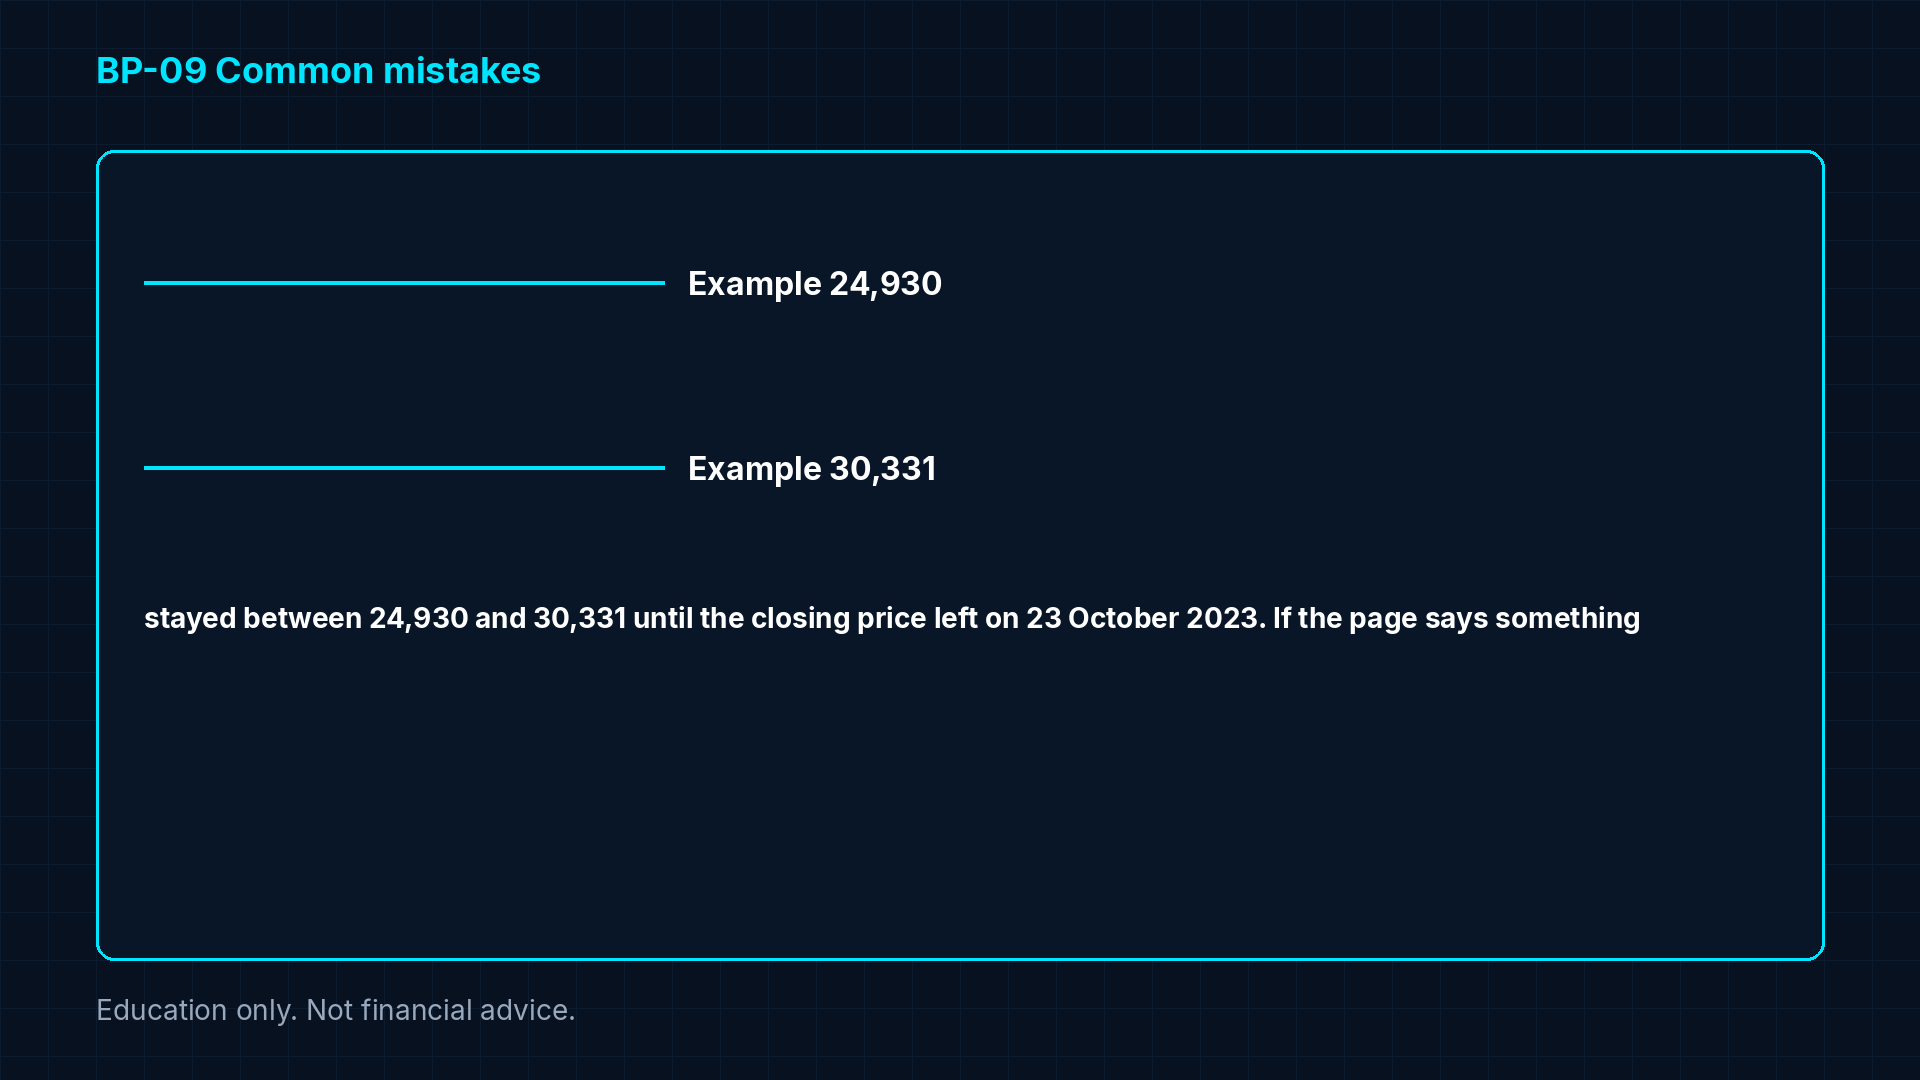 BP-09 Common mistakes
Example 24,930
Example 30,331
stayed between 24,930 and 30,331 until the closing price left on 23 October 2023. If the page says something
Education only. Not financial advice.